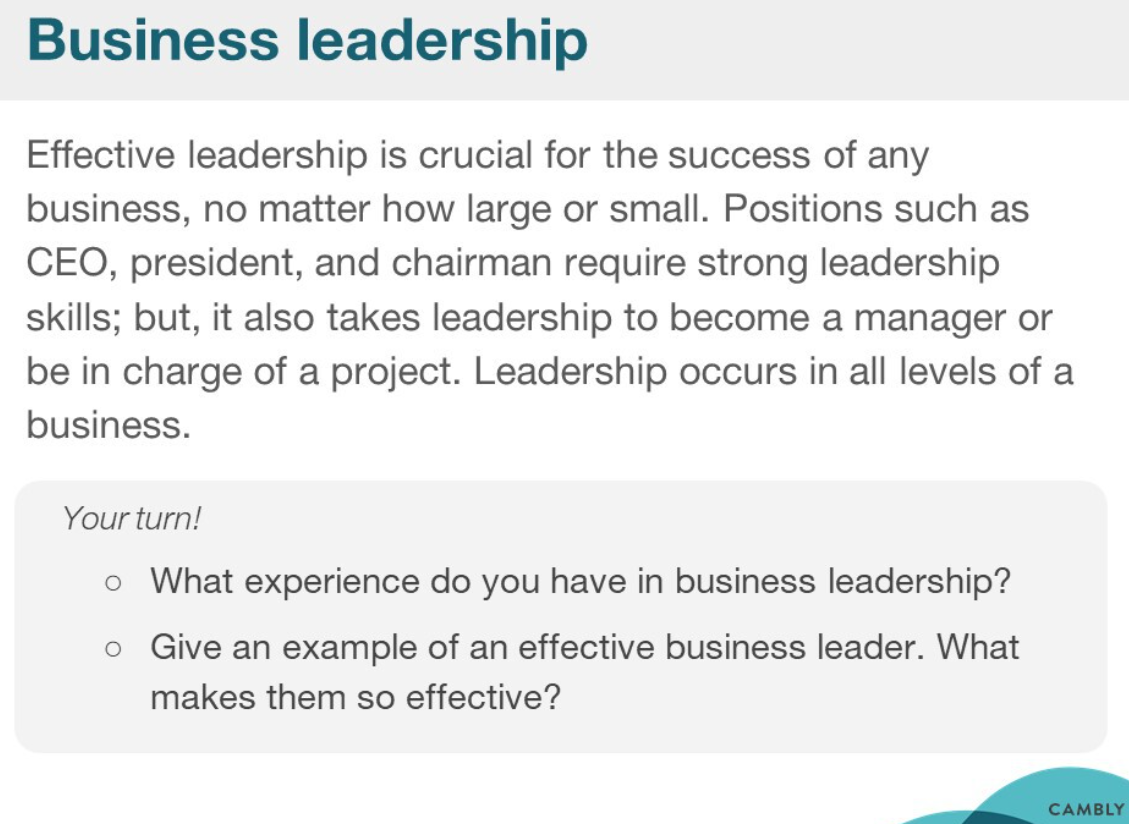 Business leadership
Effective leadership is crucial for the success of any
business, no matter how large or small. Positions such as
CEO, president, and chairman require strong leadership
skills; but, it also takes leadership to become a manager or
be in charge of a project. Leadership occurs in all levels of a
business.
Your turn!
○ What experience do you have in business leadership?
○ Give an example of an effective business leader. What
makes them so effective?
CAMBLY